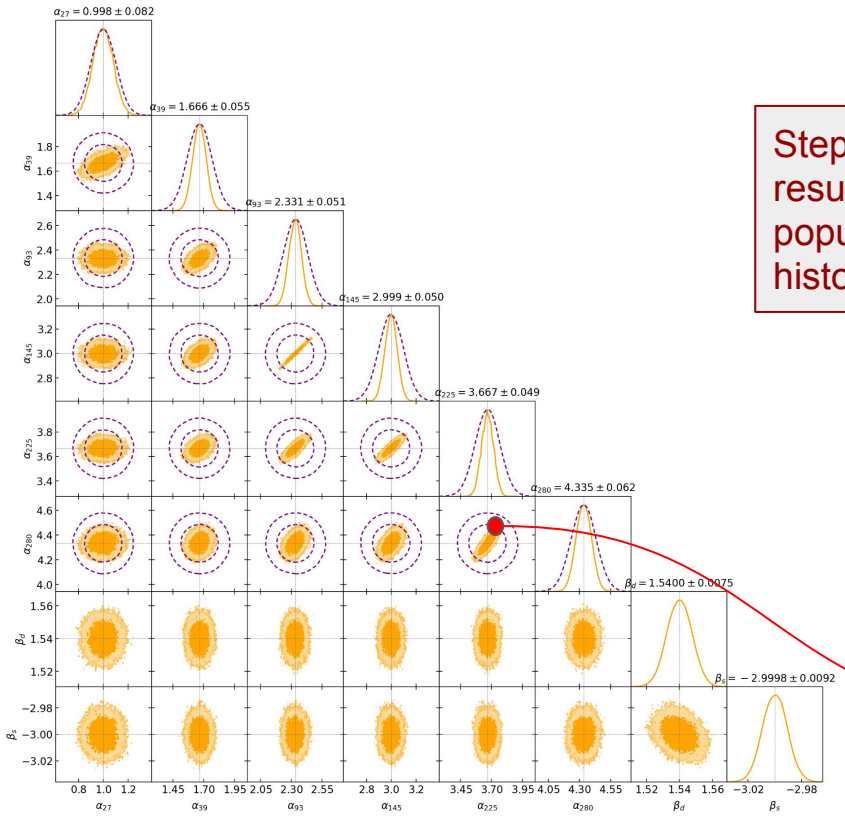 α27 = 0.998 ± 0.082
α39 = 1.666 ± 0.055
α39
1.8
1.6
1.4
α93 = 2.331 ± 0.051
α93
2.6
2.4
2.2
2.0
α145 = 2.999 ± 0.050
α145
3.2
3.0
2.8
α225 = 3.667 ± 0.049
α225
3.8
3.6
3.4
α280 = 4.335 ± 0.062
α280
4.6
4.4
4.2
4.0
βd = 1.5400 ± 0.0075
βd
1.56
1.54
1.52
βs = −2.9998 ± 0.0092
βs
−2.98
−3.00
−3.02
0.8 1.0 1.2 1.45 1.70 1.95 2.05 2.30 2.55 2.8 3.0 3.2 3.45 3.70 3.95 4.05 4.30 4.55 1.52 1.54 1.56 −3.02 −2.98
α27 α39 α93 α145 α225 α280 βd βs
Step
resu
popu
histo